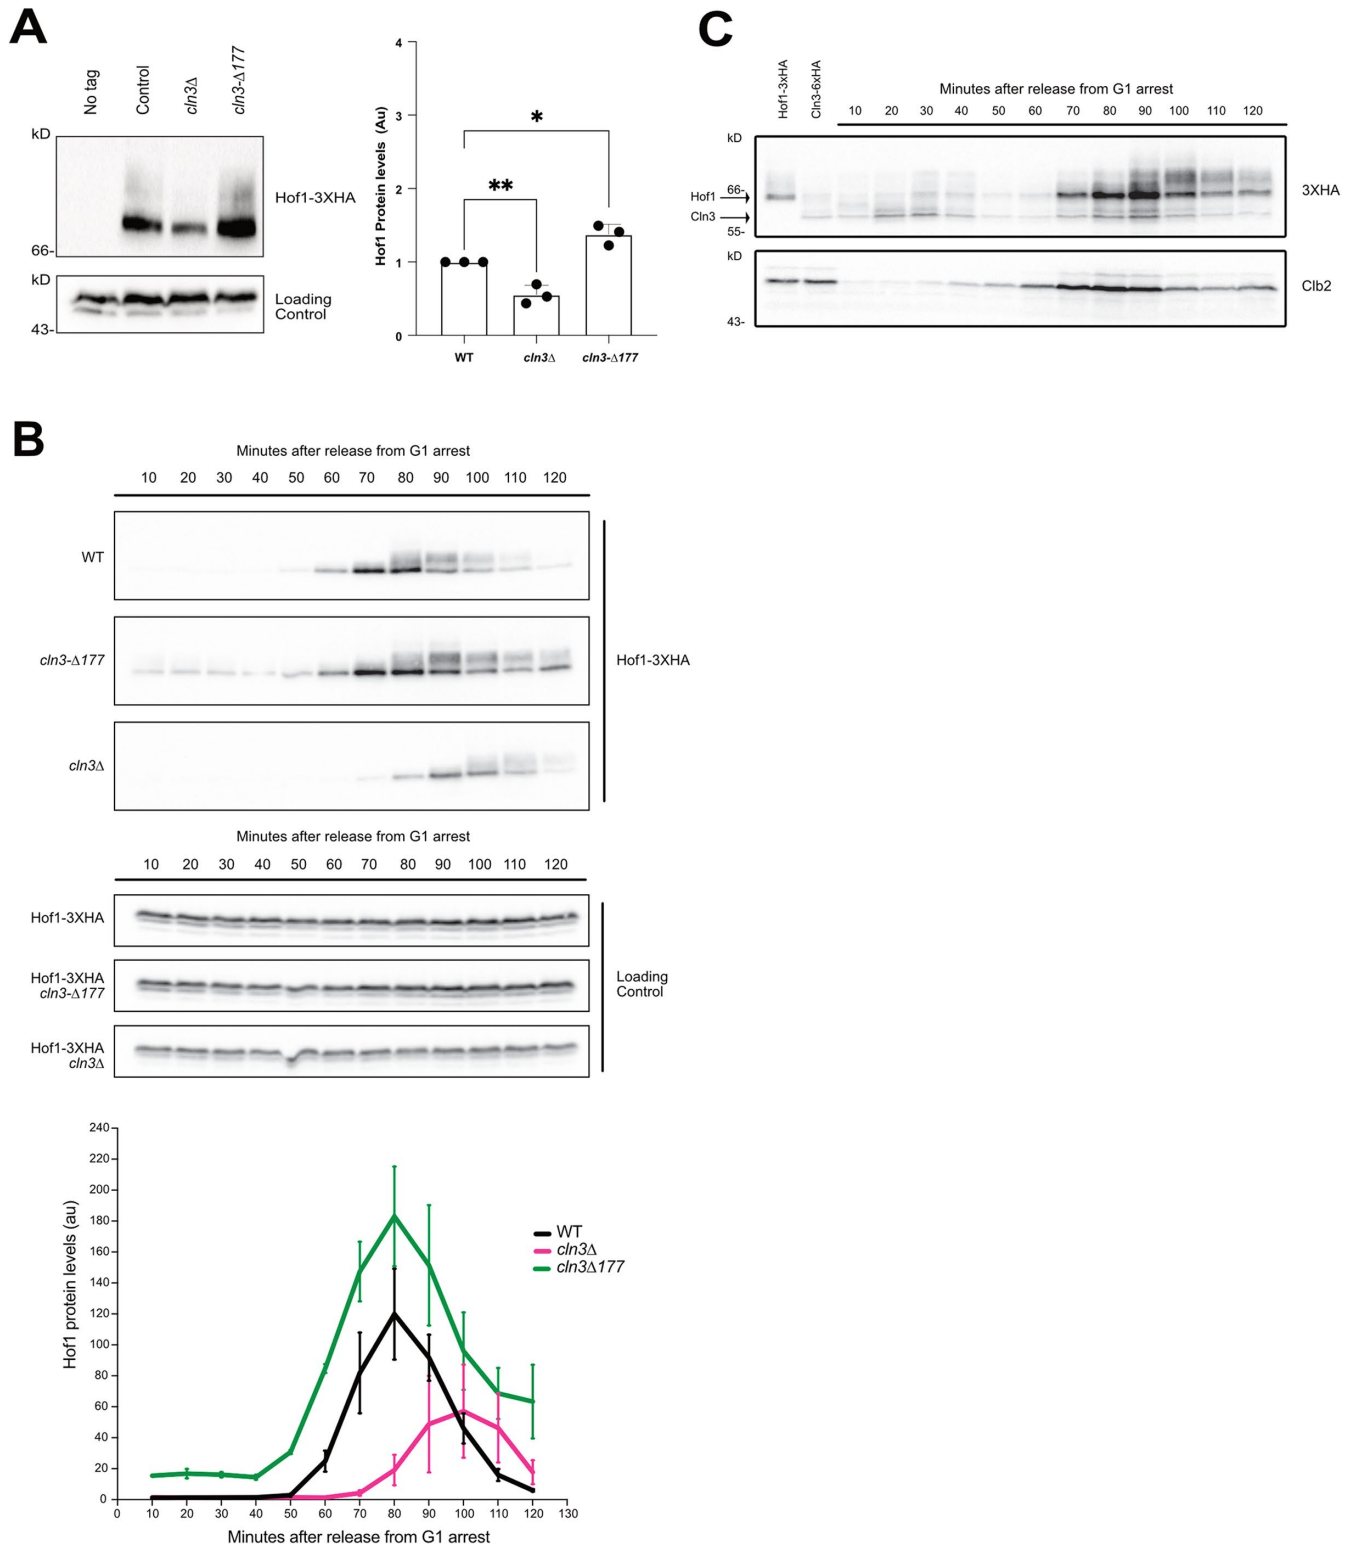 A
No tag
Control
cln3Δ
cln3-Δ177
kD
Hof1-3XHA
66-
kD
Loading
Control
43-
Hof1 Protein levels (Au)
4
3
2
1
0
*
**
WT
cln3Δ
cln3-Δ177
C
Hof1-3xHA
Cln3-6xHA
Minutes after release from G1 arrest
10 20 30 40 50 60 70 80 90 100 110 120
kD
66-
Hof1
Cln3
55-
3XHA
kD
Clb2
43-
B
Minutes after release from G1 arrest
10 20 30 40 50 60 70 80 90 100 110 120
WT
cln3-Δ177
Hof1-3XHA
cln3Δ
Minutes after release from G1 arrest
10 20 30 40 50 60 70 80 90 100 110 120
Hof1-3XHA
Hof1-3XHA
cln3-Δ177
Loading
Control
Hof1-3XHA
cln3Δ
Hof1 protein levels (au)
240
220
200
180
160
140
120
100
80
60
40
20
0
WT
cln3Δ
cln3Δ177
0 10 20 30 40 50 60 70 80 90 100 110 120 130
Minutes after release from G1 arrest